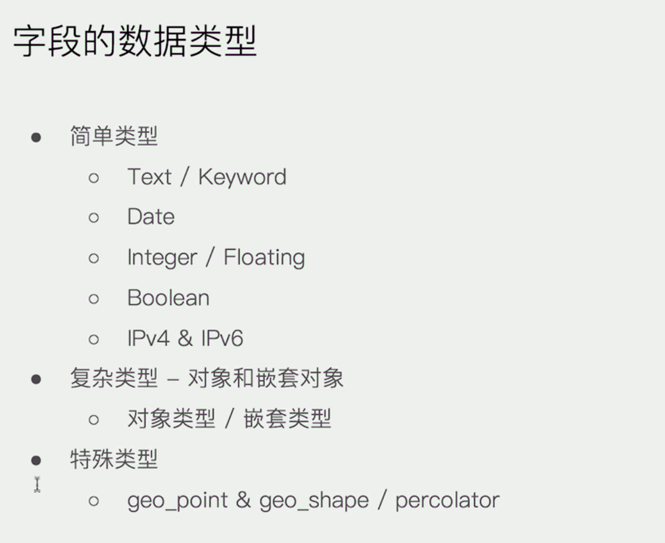 字段的数据类型
● 简单类型
○ Text / Keyword
○ Date
○ Integer / Floating
○ Boolean
○ IPv4 & IPv6
● 复杂类型 – 对象和嵌套对象
○ 对象类型 / 嵌套类型
● 特殊类型
○ geo_point & geo_shape / percolator